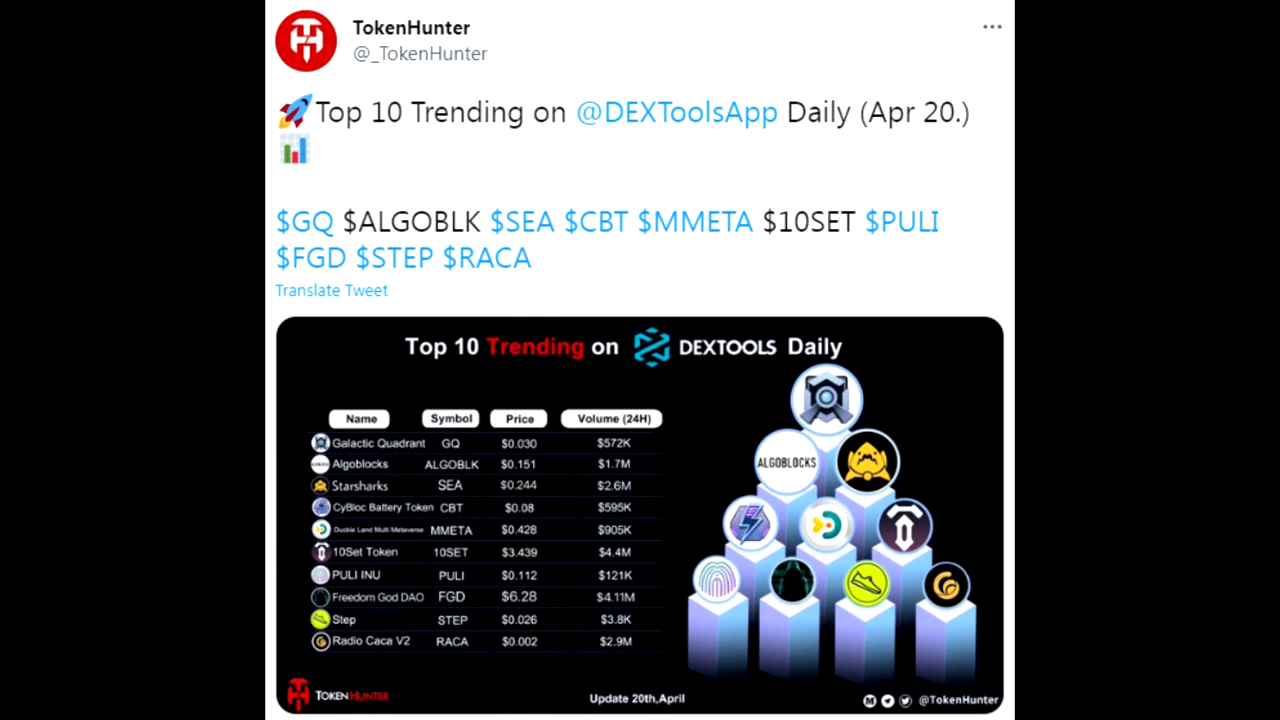 TokenHunter
@_TokenHunter
🚀Top 10 Trending on @DEXToolsApp Daily (Apr 20.)
📊
$GQ $ALGOBLK $SEA $CBT $MMETA $10SET $PULI
$FGD $STEP $RACA
Translate Tweet
Top 10 Trending on DEXTOOLS Daily
Name Symbol Price Volume (24H)
Galactic Quadrant GQ $0.030 $572K
Algoblocks ALGOBLK $0.151 $1.7M
Starsharks SEA $0.244 $2.6M
CyBloc Battery Token CBT $0.08 $595K
Duckie Land Multi Metaverse MMETA $0.428 $905K
10Set Token 10SET $3.439 $4.4M
PULI INU PULI $0.112 $121K
Freedom God DAO FGD $6.28 $4.11M
Step STEP $0.026 $3.8K
Radio Caca V2 RACA $0.002 $2.9M
ALGOBLOCKS
TOKENHUNTER
Update 20th,April
@TokenHunter